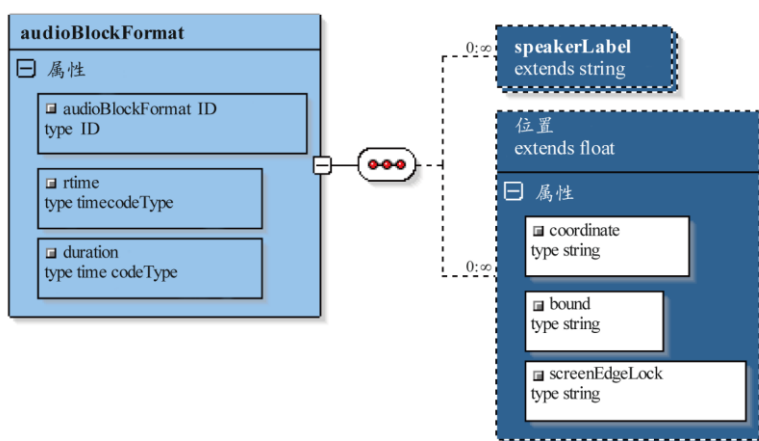 audioBlockFormat
属性
audioBlockFormat ID
type ID
rtime
type timecodeType
duration
type time codeType
0:∞
speakerLabel
extends string
0:∞
位置
extends float
属性
coordinate
type string
bound
type string
screenEdgeLock
type string